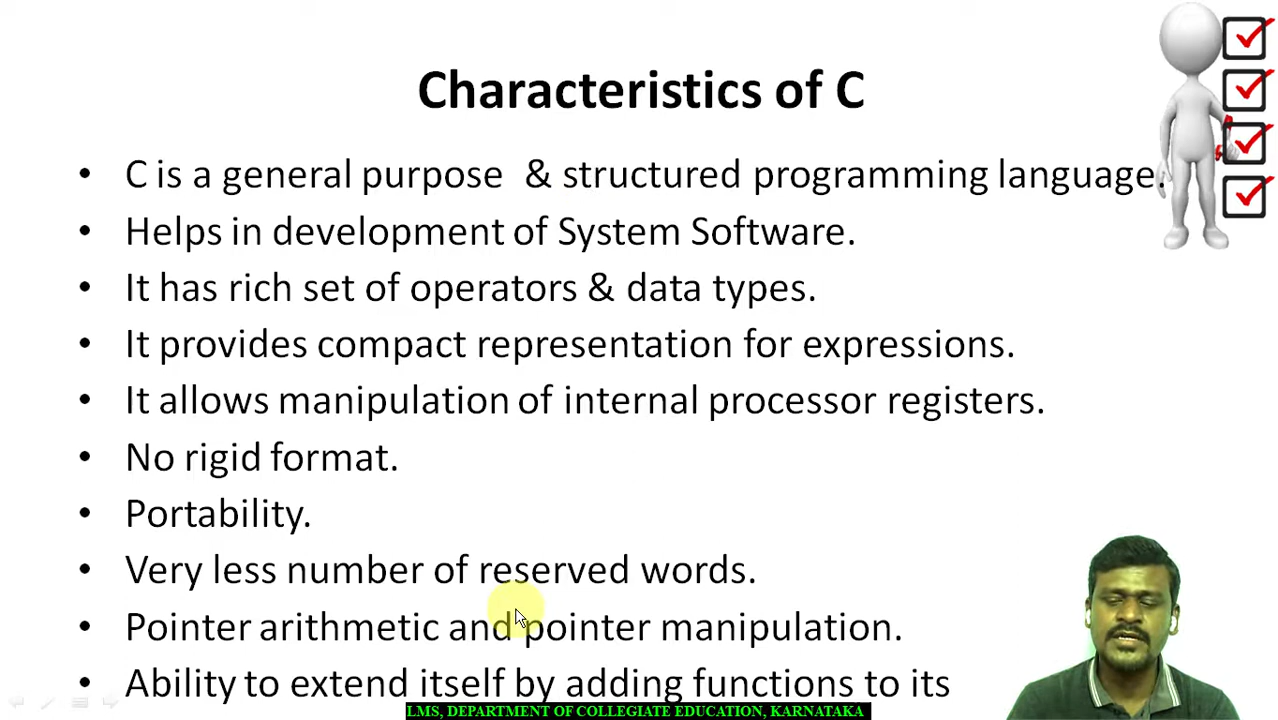 Characteristics of C
• C is a general purpose & structured programming language.
• Helps in development of System Software.
• It has rich set of operators & data types.
• It provides compact representation for expressions.
• It allows manipulation of internal processor registers.
• No rigid format.
• Portability.
• Very less number of reserved words.
• Pointer arithmetic and pointer manipulation.
• Ability to extend itself by adding functions to its
LMS, DEPARTMENT OF COLLEGIATE EDUCATION, KARNATAKA